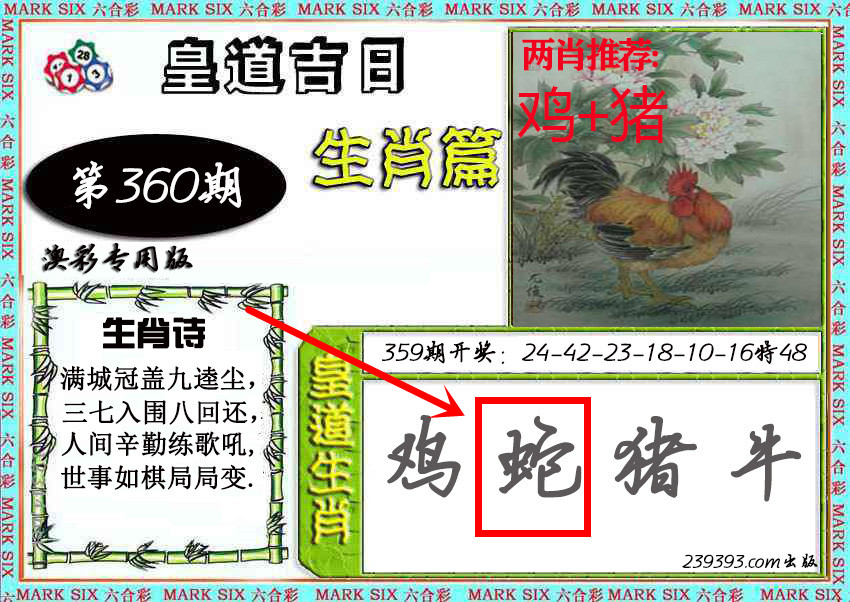 MARK SIX 六合彩 MARK SIX 六合彩 MARK SIX 六合彩 MARK SIX 六合彩 MARK SIX 六合彩 MARK SIX 六合彩
28
1
3
皇道吉日
两肖推荐:
鸡+猪
生肖篇
第360期
澳彩专用版
生肖诗
满城冠盖九逵尘,
三七入围八回还,
人间辛勤练歌吼,
世事如棋局局变.
359期开奖: 24-42-23-18-10-16特48
皇道生肖
鸡 蛇 猪 牛
239393.com出版
MARK SIX 六合彩 MARK SIX 六合彩 MARK SIX 六合彩 MARK SIX 六合彩 MARK SIX 六合彩 MARK SIX 六合彩